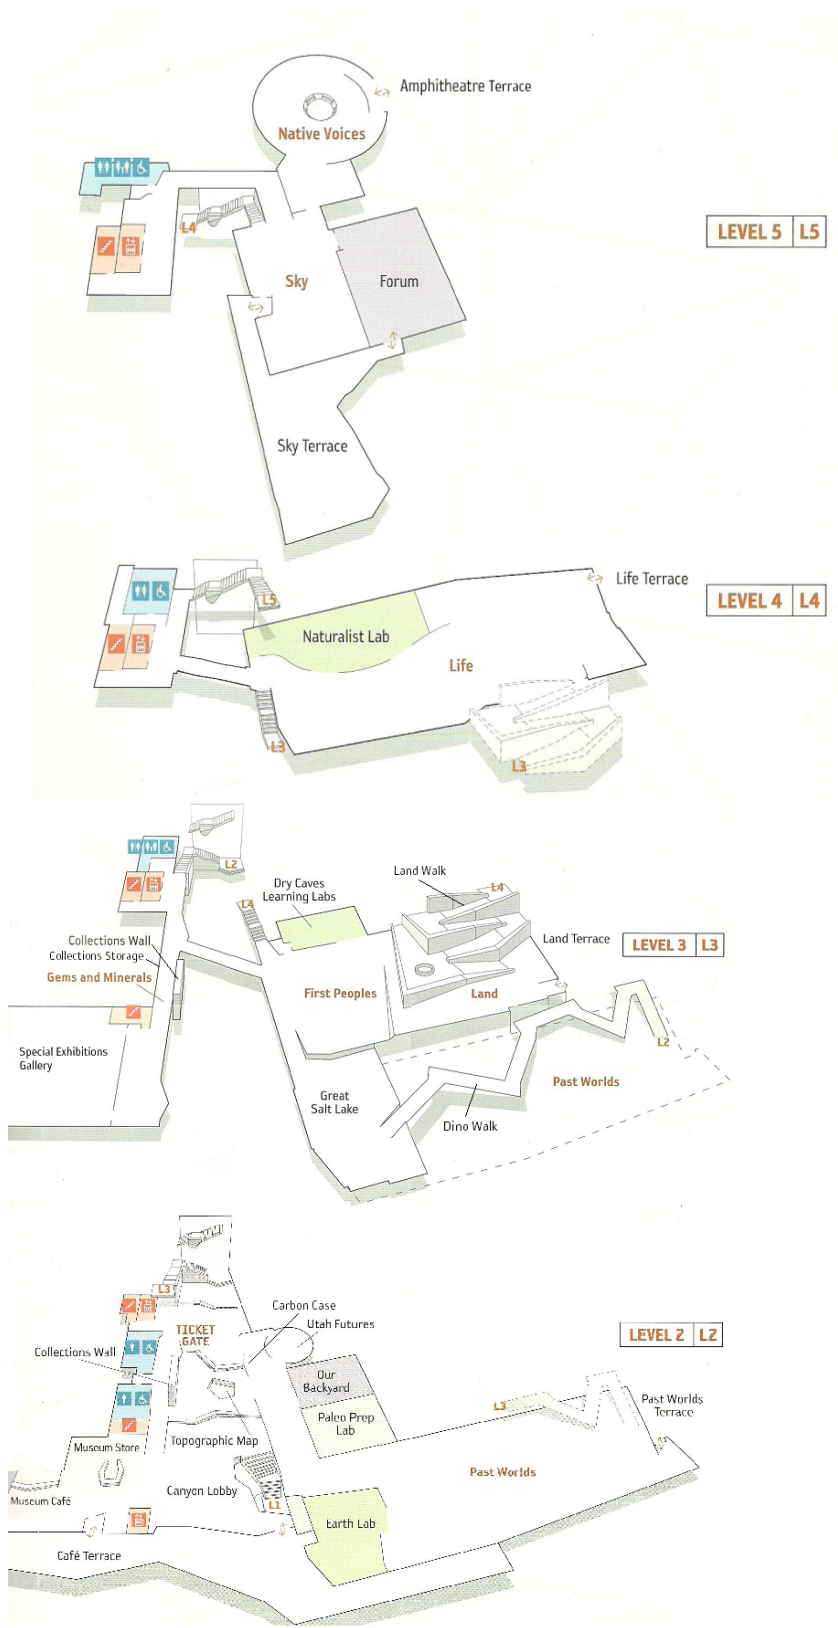 Amphitheatre Terrace
Native Voices
L4
LEVEL 5 L5
Sky
Forum
Sky Terrace
Life Terrace
L5
LEVEL 4 L4
Naturalist Lab
Life
L3
L3
L2
Land Walk
Dry Caves
Learning Labs
L4
L4
Collections Wall
Collections Storage
Land Terrace
LEVEL 3 L3
Gems and Minerals
First Peoples
Land
L2
Special Exhibitions
Gallery
Past Worlds
Great
Salt Lake
Dino Walk
L3
Carbon Case
TICKET
GATE
Utah Futures
LEVEL 2 L2
Collections Wall
Our
Backyard
L3
Past Worlds
Terrace
Paleo Prep
Lab
Museum Store
Topographic Map
Past Worlds
Canyon Lobby
Museum Café
L1
Earth Lab
Café Terrace